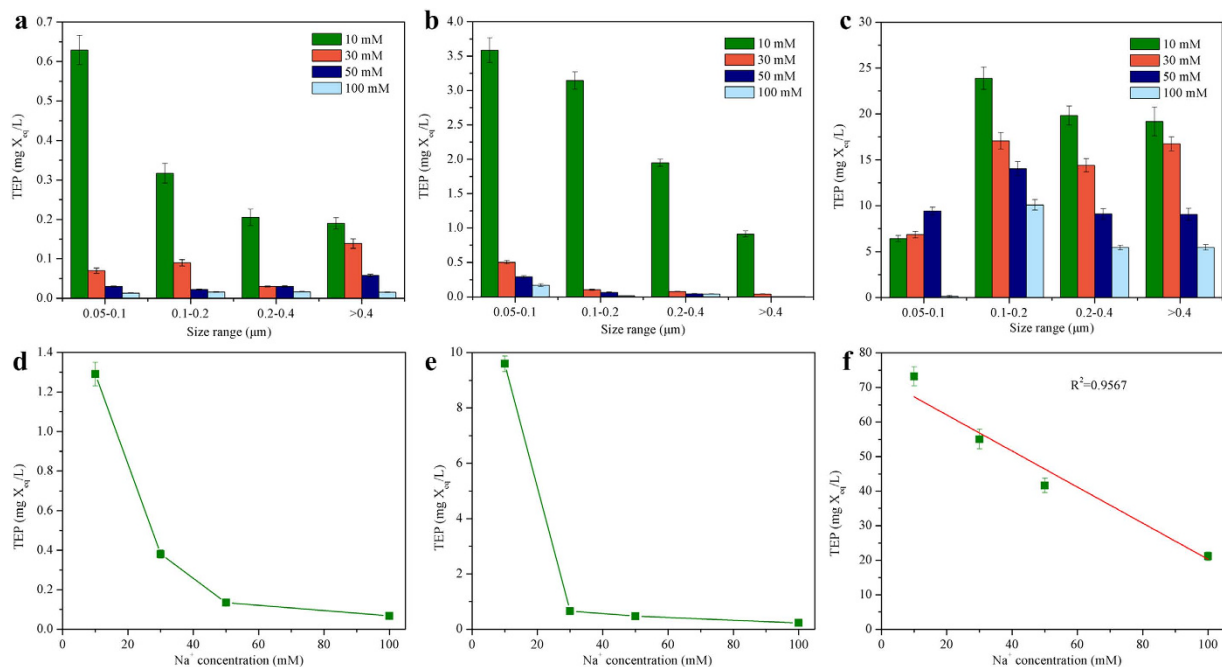 a
TEP (mg Xeq/L)
0.7
0.6
0.5
0.4
0.3
0.2
0.1
0.0
10 mM
30 mM
50 mM
100 mM
0.05-0.1
0.1-0.2
0.2-0.4
>0.4
Size range (μm)
b
TEP (mg Xeq/L)
4.0
3.5
3.0
2.5
2.0
1.5
1.0
0.5
0.0
10 mM
30 mM
50 mM
100 mM
0.05-0.1
0.1-0.2
0.2-0.4
>0.4
Size range (μm)
c
TEP (mg Xeq/L)
30
25
20
15
10
5
0
10 mM
30 mM
50 mM
100 mM
0.05-0.1
0.1-0.2
0.2-0.4
>0.4
Size range (μm)
d
TEP (mg Xeq/L)
1.4
1.2
1.0
0.8
0.6
0.4
0.2
0.0
0
20
40
60
80
100
Na+ concentration (mM)
e
TEP (mg Xeq/L)
10
8
6
4
2
0
0
20
40
60
80
100
Na+ concentration (mM)
f
TEP (mg Xeq/L)
80
70
60
50
40
30
20
10
0
R²=0.9567
0
20
40
60
80
100
Na+ concentration (mM)